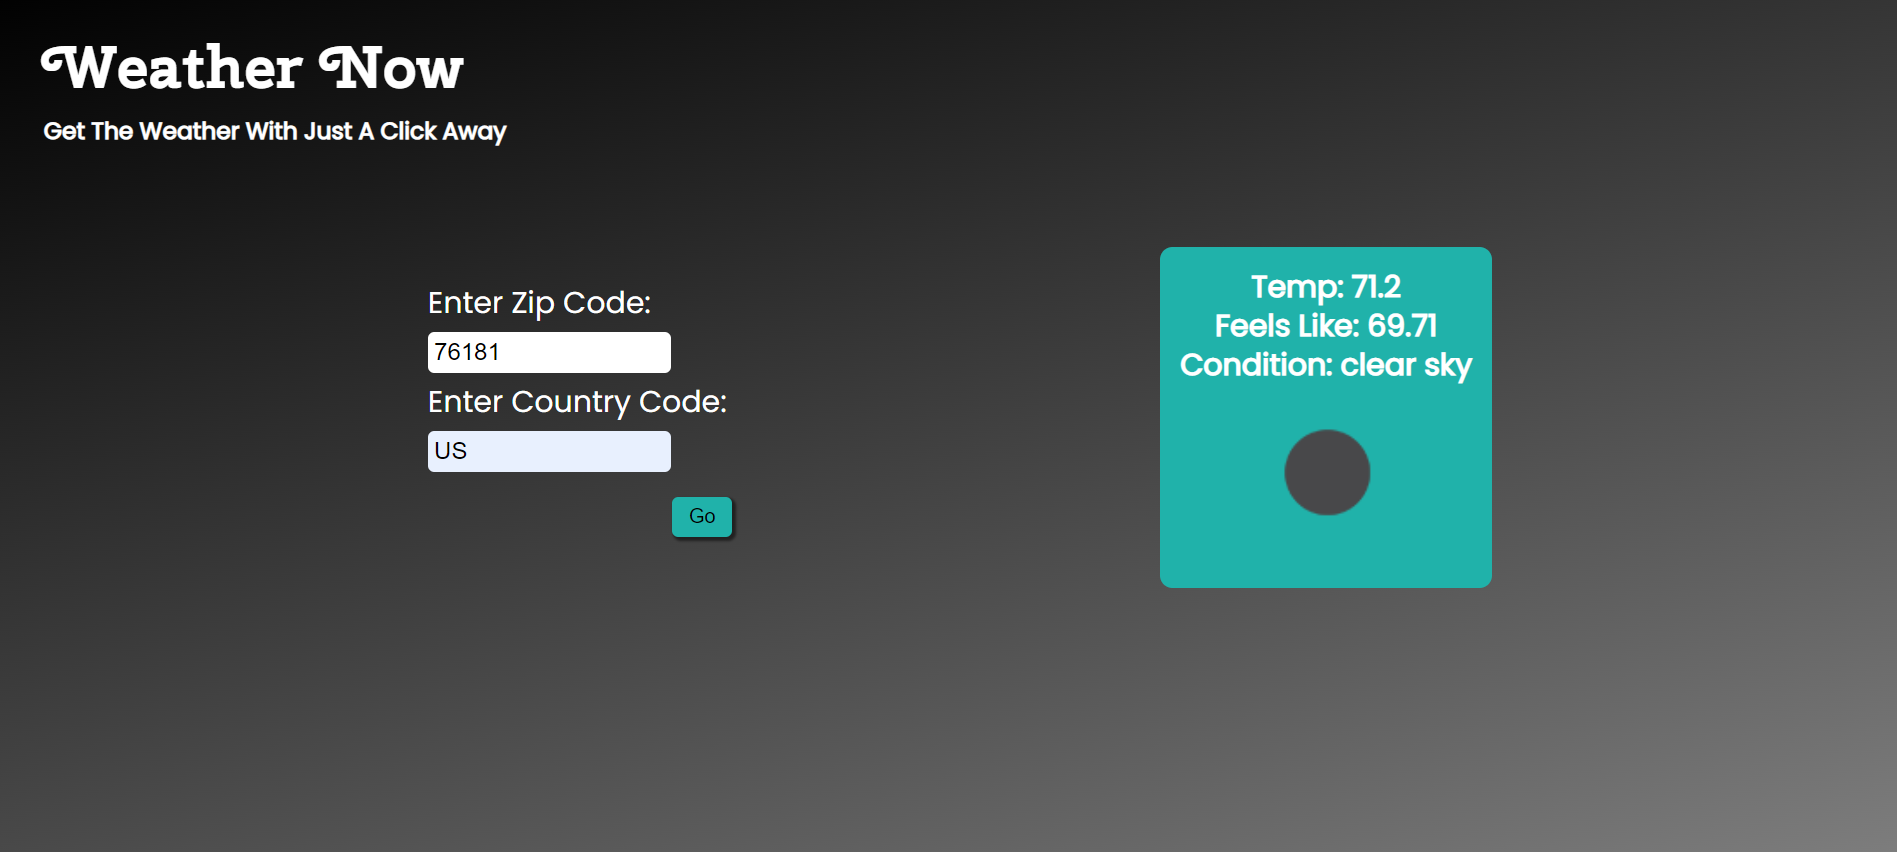 Weather Now
Get The Weather With Just A Click Away
Enter Zip Code:
76181
Enter Country Code:
US
Go
Temp: 71.2
Feels Like: 69.71
Condition: clear sky